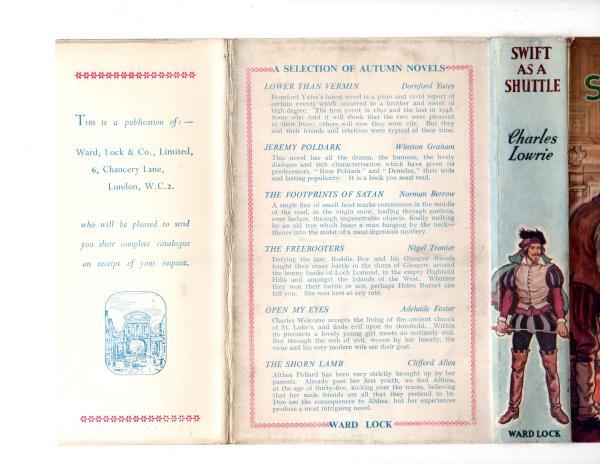 This is a publication of:—
Ward, Lock & Co., Limited,
6, Chancery Lane,
London, W.C.2.
who will be pleased to send
you their complete catalogue
on receipt of your request.
A SELECTION OF AUTUMN NOVELS
LOWER THAN VERMIN Dornford Yates
Dornford Yates's latest novel is a plain and vivid report of
certain events which occurred to a brother and sister of
high degree. The first event in 1892 and the last in 1948.
Some who read it will think that the two were pleasant
in their lives: others will vow they were vile. But they
and their friends and relatives were typical of their time.
JEREMY POLDARK Winston Graham
This novel has all the drama, the humour, the lively
dialogue and rich characterisation which have given its
predecessors, "Ross Poldark" and "Demelza," their wide
and lasting popularity. It is a book you must read.
THE FOOTPRINTS OF SATAN Norman Berrow
A single line of small hoof marks commences in the middle
of the road, in the virgin snow, leading through gardens,
over hedges, through impenetrable objects, finally melting
by an old tree which bears a man hanging by the neck—
thence into the midst of a most ingenious mystery.
THE FREEBOOTERS Nigel Tranter
Defying the law, Roddie Roy and his Glasgow friends
fought their crazy battle in the slums of Glasgow, around
the bonny banks of Loch Lomond, in the empty Highland
Hills and amongst the Islands of the West. Whether
they won their battle or not, perhaps Helen Burnet can
tell you. She won hers at any rate.
OPEN MY EYES Adelaide Foster
Charles Welcome accepts the living of the ancient church
of St. Luke's, and finds evil upon its threshold. Within
its precincts a lovely young girl meets an untimely end.
But through the web of evil, woven by her beauty, the
vicar and his very modern wife see their goal.
THE SHORN LAMB Clifford Allen
Althea Pollard has been very strictly brought up by her
parents. Already past her first youth, we find Althea,
at the age of thirty-five, kicking over the traces, believing
that her male friends are all that they pretend to be.
Dire are the consequences to Althea, but her experiences
produce a most intriguing novel.
WARD LOCK
SWIFT
AS A
SHUTTLE
Charles
Lowrie
WARD LOCK
S